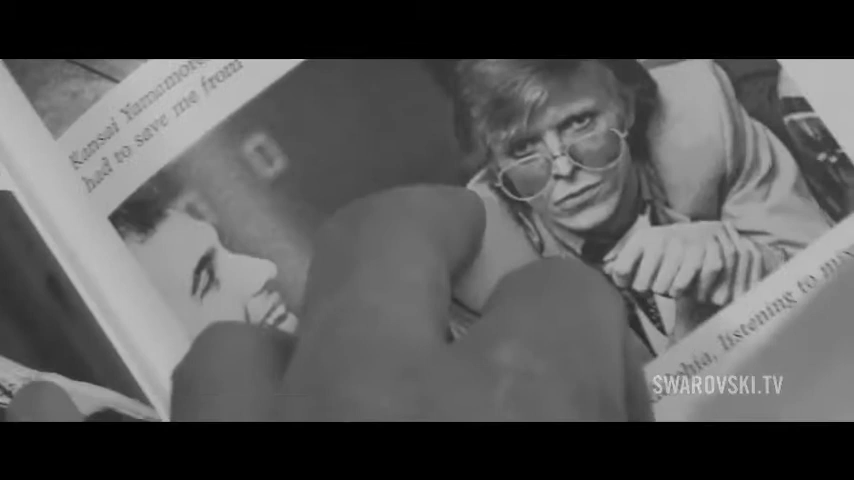 Kansai Yamamoto
had to save me from
listening to
SWAROVSKI.TV